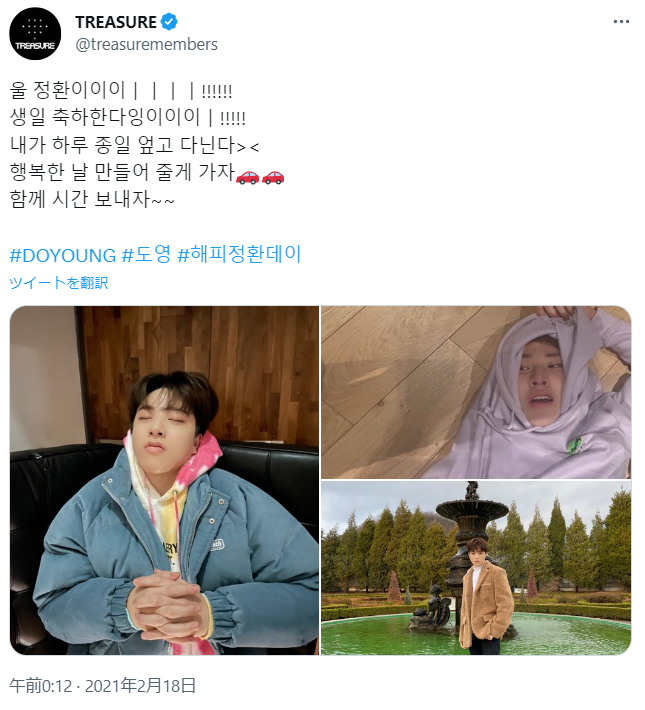 TREASURE
TREASURE
@treasuremembers
울 정환이이이ㅣㅣㅣㅣ!!!!!!
생일 축하한다잉이이이ㅣ!!!!!
내가 하루 종일 엎고 다닌다><
행복한 날 만들어 줄게 가자🚗🚗
함께 시간 보내자~~
#DOYOUNG #도영 #해피정환데이
ツイートを翻訳
午前0:12 · 2021年2月18日